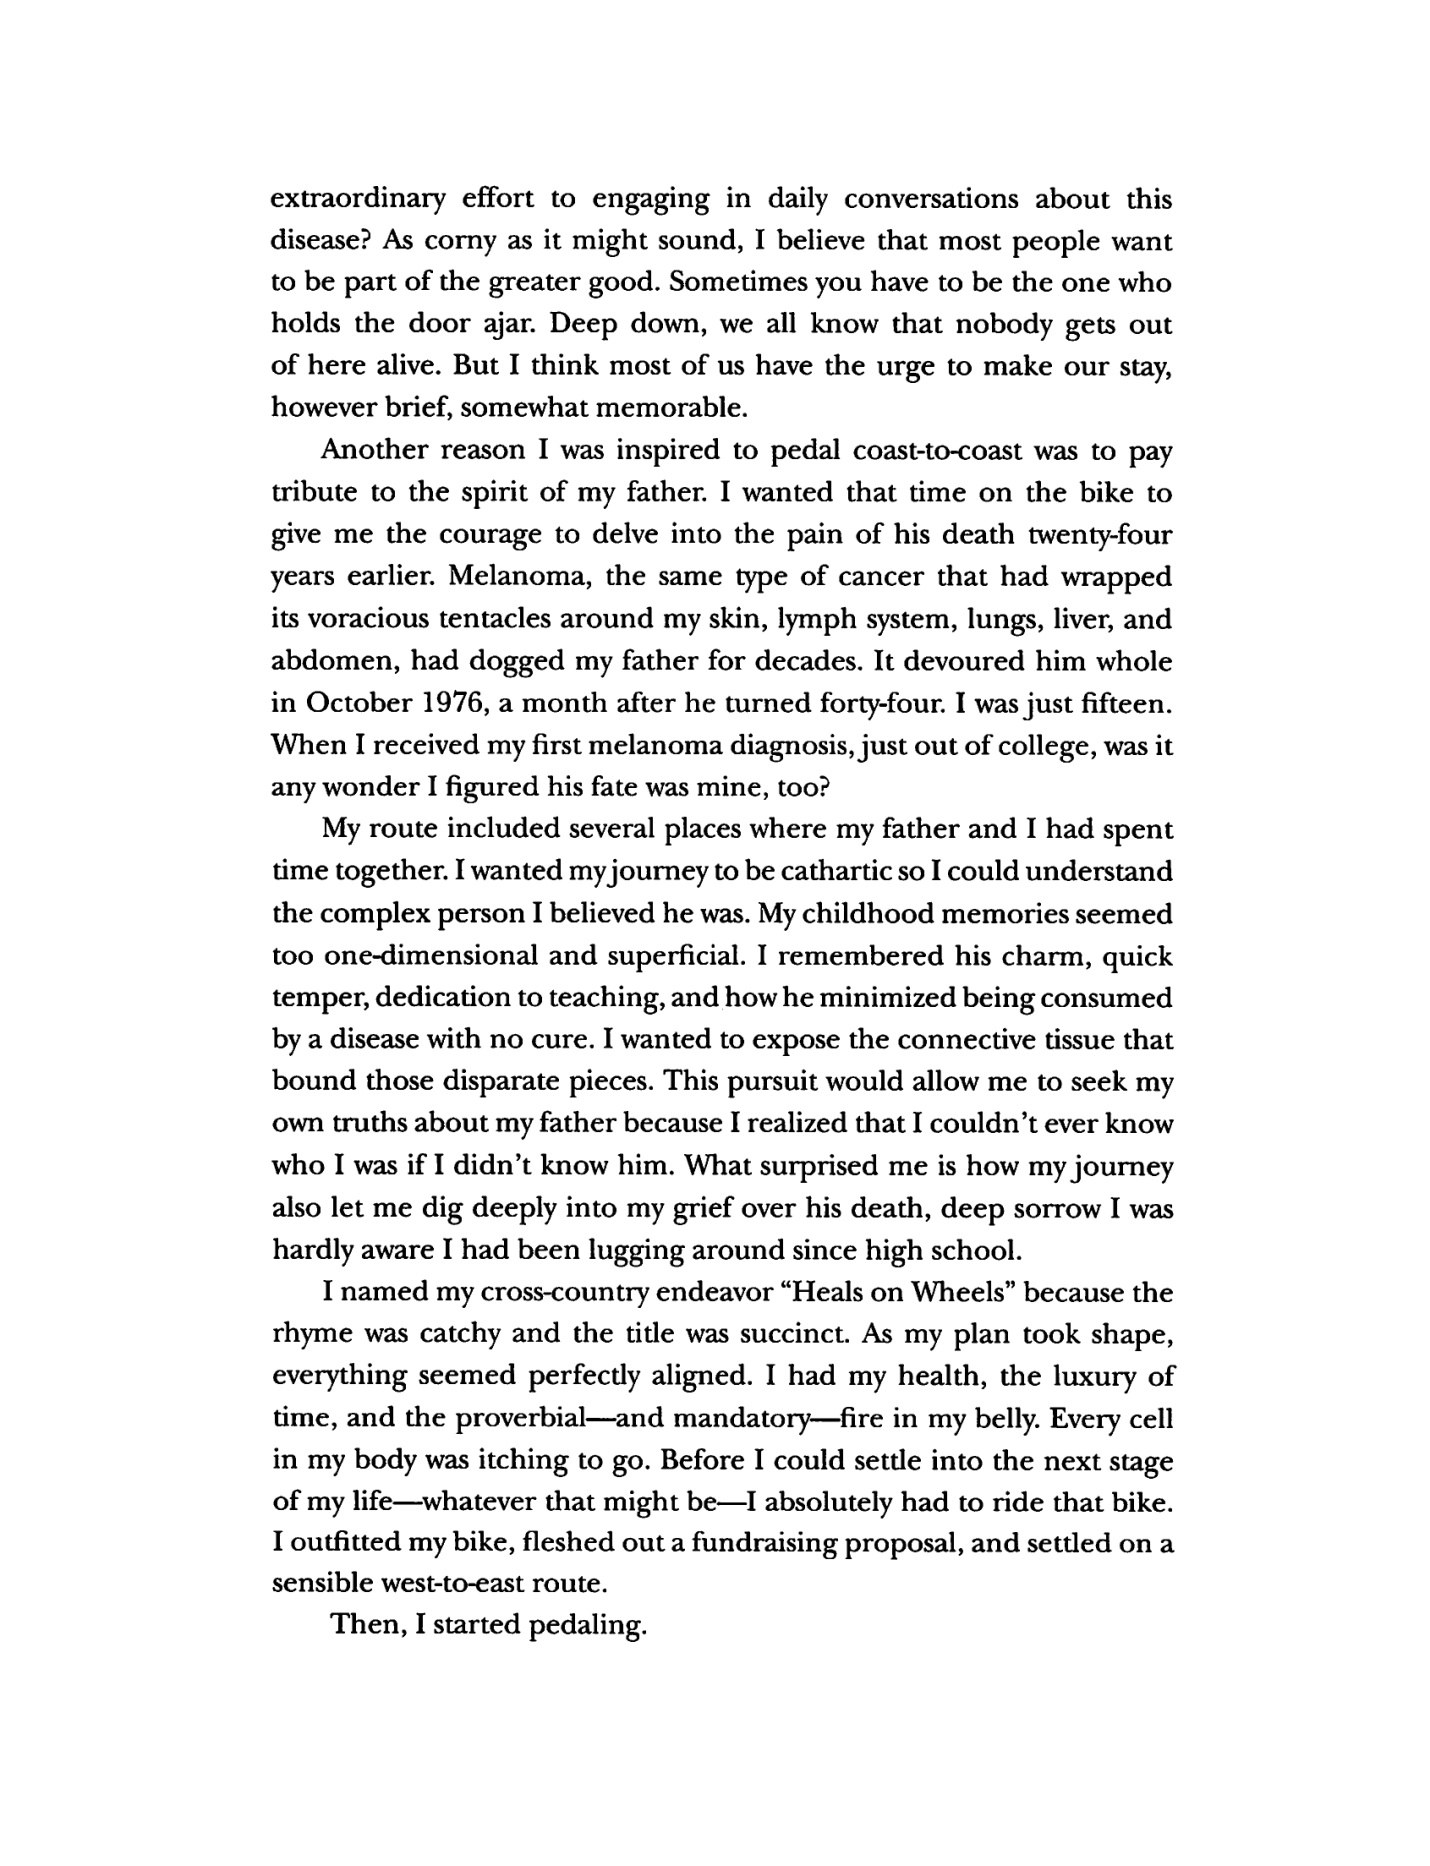 extraordinary effort to engaging in daily conversations about this
disease? As corny as it might sound, I believe that most people want
to be part of the greater good. Sometimes you have to be the one who
holds the door ajar. Deep down, we all know that nobody gets out
of here alive. But I think most of us have the urge to make our stay,
however brief, somewhat memorable.
Another reason I was inspired to pedal coast-to-coast was to pay
tribute to the spirit of my father. I wanted that time on the bike to
give me the courage to delve into the pain of his death twenty-four
years earlier. Melanoma, the same type of cancer that had wrapped
its voracious tentacles around my skin, lymph system, lungs, liver, and
abdomen, had dogged my father for decades. It devoured him whole
in October 1976, a month after he turned forty-four. I was just fifteen.
When I received my first melanoma diagnosis, just out of college, was it
any wonder I figured his fate was mine, too?
My route included several places where my father and I had spent
time together. I wanted my journey to be cathartic so I could understand
the complex person I believed he was. My childhood memories seemed
too one-dimensional and superficial. I remembered his charm, quick
temper, dedication to teaching, and how he minimized being consumed
by a disease with no cure. I wanted to expose the connective tissue that
bound those disparate pieces. This pursuit would allow me to seek my
own truths about my father because I realized that I couldn't ever know
who I was if I didn't know him. What surprised me is how my journey
also let me dig deeply into my grief over his death, deep sorrow I was
hardly aware I had been lugging around since high school.
I named my cross-country endeavor “Heals on Wheels” because the
rhyme was catchy and the title was succinct. As my plan took shape,
everything seemed perfectly aligned. I had my health, the luxury of
time, and the proverbial—and mandatory—fire in my belly. Every cell
in my body was itching to go. Before I could settle into the next stage
of my life—whatever that might be—I absolutely had to ride that bike.
I outfitted my bike, fleshed out a fundraising proposal, and settled on a
sensible west-to-east route.
Then, I started pedaling.